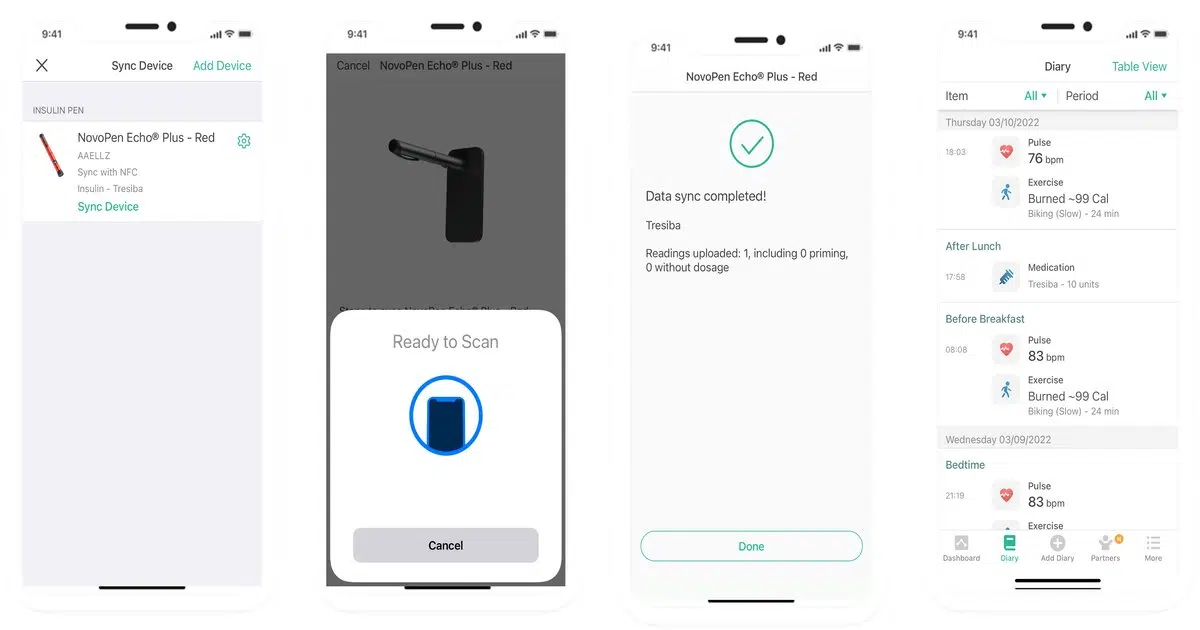 9:41
Sync Device
Add Device
INSULIN PEN
NovoPen Echo® Plus - Red
AAELLZ
Sync with NFC
Insulin - Tresiba
Sync Device
9:41
Cancel NovoPen Echo® Plus - Red
Ready to Scan
Cancel
9:41
NovoPen Echo® Plus - Red
Data sync completed!
Tresiba
Readings uploaded: 1, including 0 priming,
0 without dosage
Done
9:41
Diary
Table View
Item All Period All
Thursday 03/10/2022
18:03
Pulse
76 bpm
Exercise
Burned ~99 Cal
Biking (Slow) - 24 min
After Lunch
17:58
Medication
Tresiba - 10 units
Before Breakfast
08:08
Pulse
83 bpm
Exercise
Burned ~99 Cal
Biking (Slow) - 24 min
Wednesday 03/09/2022
Bedtime
21:19
Pulse
83 bpm
Exercise
Dashboard Diary Add Diary Partners More